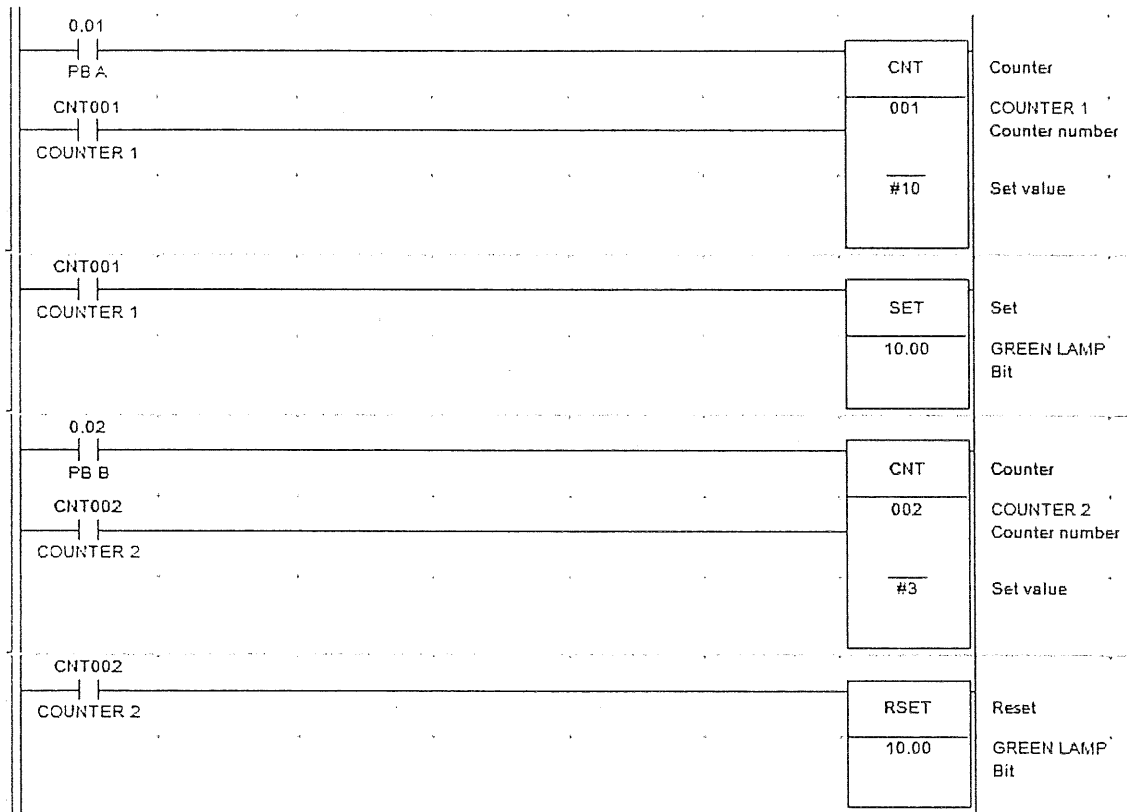 0.01
PB A
CNT
Counter
CNT001
COUNTER 1
001
COUNTER 1
Counter number
#10
Set value
CNT001
COUNTER 1
SET
Set
10.00
GREEN LAMP
Bit
0.02
PB B
CNT
Counter
CNT002
COUNTER 2
002
COUNTER 2
Counter number
#3
Set value
CNT002
COUNTER 2
RSET
Reset
10.00
GREEN LAMP
Bit